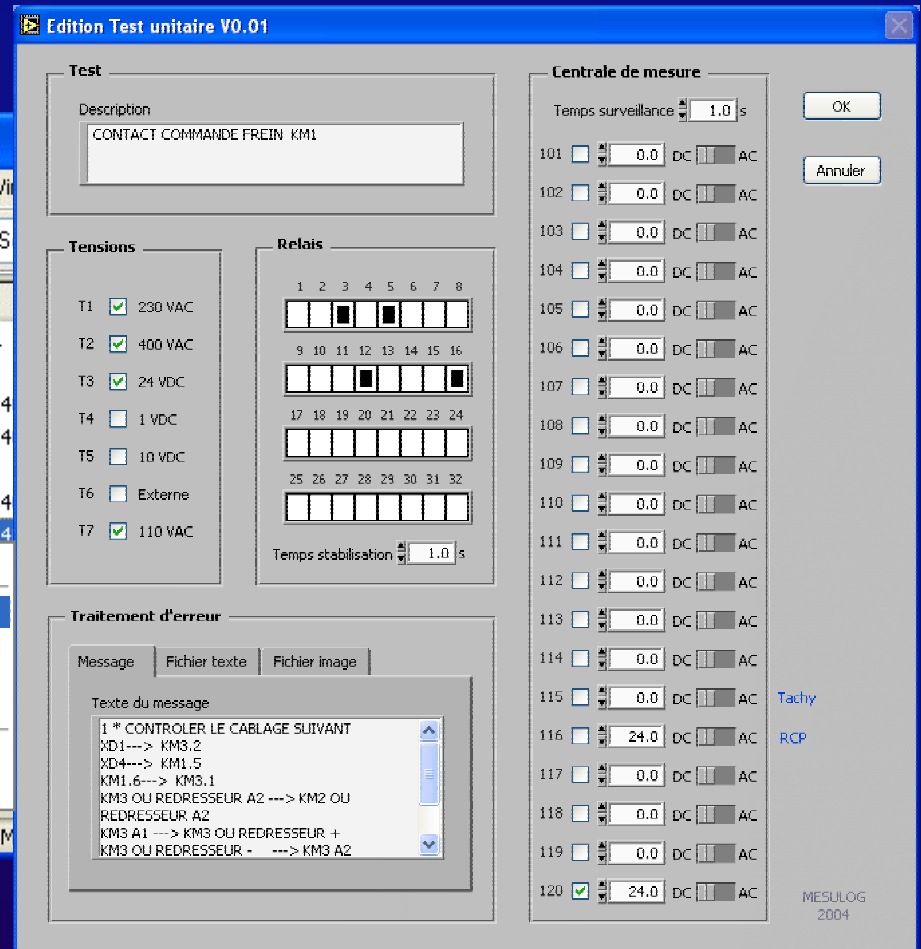 Edition Test unitaire V0.01
Test
Description
CONTACT COMMANDE FREIN KM1
Tensions
T1 230 VAC
T2 400 VAC
T3 24 VDC
T4 1 VDC
T5 10 VDC
T6 Externe
T7 110 VAC
Relais
1 2 3 4 5 6 7 8
9 10 11 12 13 14 15 16
17 18 19 20 21 22 23 24
25 26 27 28 29 30 31 32
Temps stabilisation 1.0 s
Traitement d'erreur
Message Fichier texte Fichier image
Texte du message
1 * CONTROLER LE CABLAGE SUIVANT
XD1---> KM3.2
XD4---> KM1.5
KM1.6---> KM3.1
KM3 OU REDRESSEUR A2 ---> KM2 OU
REDRESSEUR A2
KM3 A1 ---> KM3 OU REDRESSEUR +
KM3 OU REDRESSEUR - ---> KM3 A2
Centrale de mesure
Temps surveillance 1.0 s
101 0.0 DC AC
102 0.0 DC AC
103 0.0 DC AC
104 0.0 DC AC
105 0.0 DC AC
106 0.0 DC AC
107 0.0 DC AC
108 0.0 DC AC
109 0.0 DC AC
110 0.0 DC AC
111 0.0 DC AC
112 0.0 DC AC
113 0.0 DC AC
114 0.0 DC AC
115 0.0 DC AC Tachy
116 24.0 DC AC RCP
117 0.0 DC AC
118 0.0 DC AC
119 0.0 DC AC
120 24.0 DC AC
OK
Annuler
MESULOG
2004